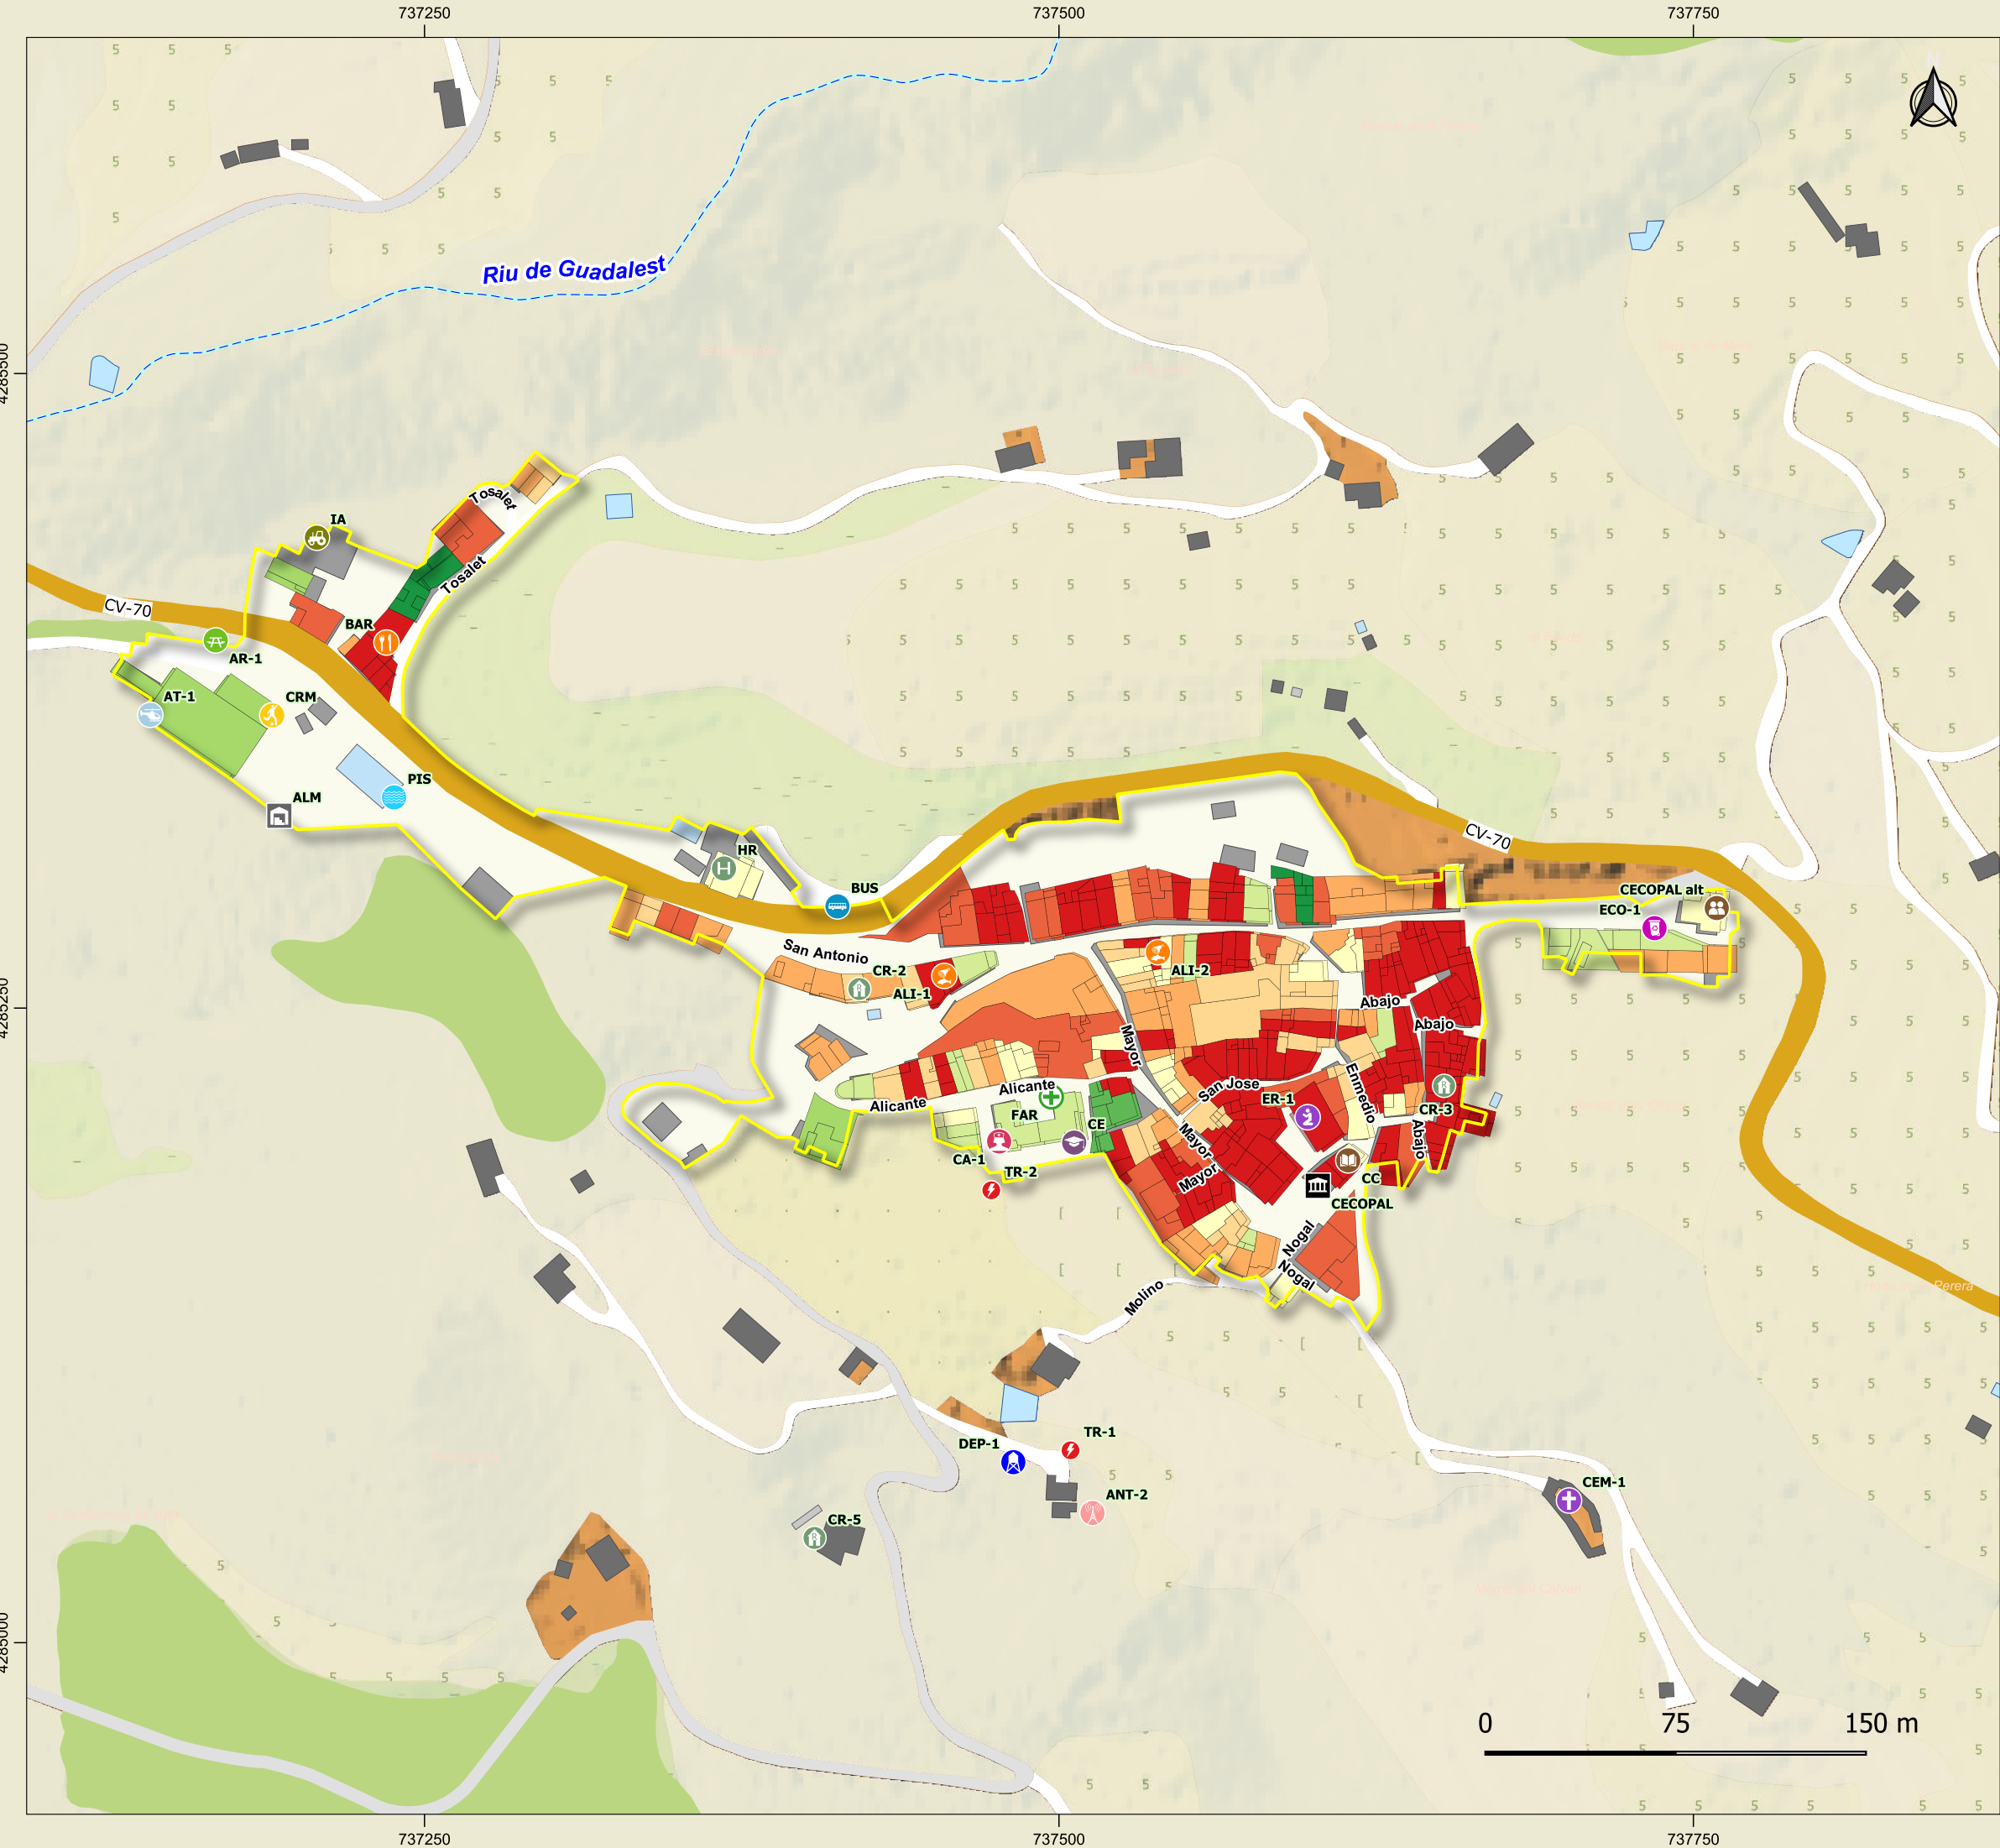 737250
737500
737750
Riu de Guadalest
4285500
Tosalet
IA
Tosalet
CV-70
BAR
AR-1
AT-1
CRM
PIS
ALM
CV-70
HR
BUS
CECOPAL alt
ECO-1
San Antonio
CR-2
ALI-1
ALI-2
4285250
Abajo
Abajo
Mayor
Alicante
San Jose
Enmedio
Alicante
ER-1
CR-3
FAR
CE
Mayor
Abajo
CA-1
TR-2
Mayor
CC
CECOPAL
Nogal
Nogal
Molino
Perera
TR-1
DEP-1
CEM-1
ANT-2
CR-5
4285000
0
75
150 m
737250
737500
737750